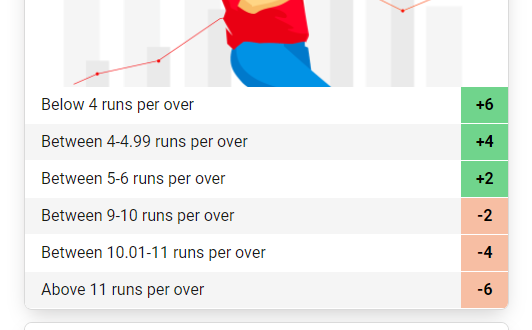 Below 4 runs per over +6
Between 4-4.99 runs per over +4
Between 5-6 runs per over +2
Between 9-10 runs per over -2
Between 10.01-11 runs per over -4
Above 11 runs per over -6